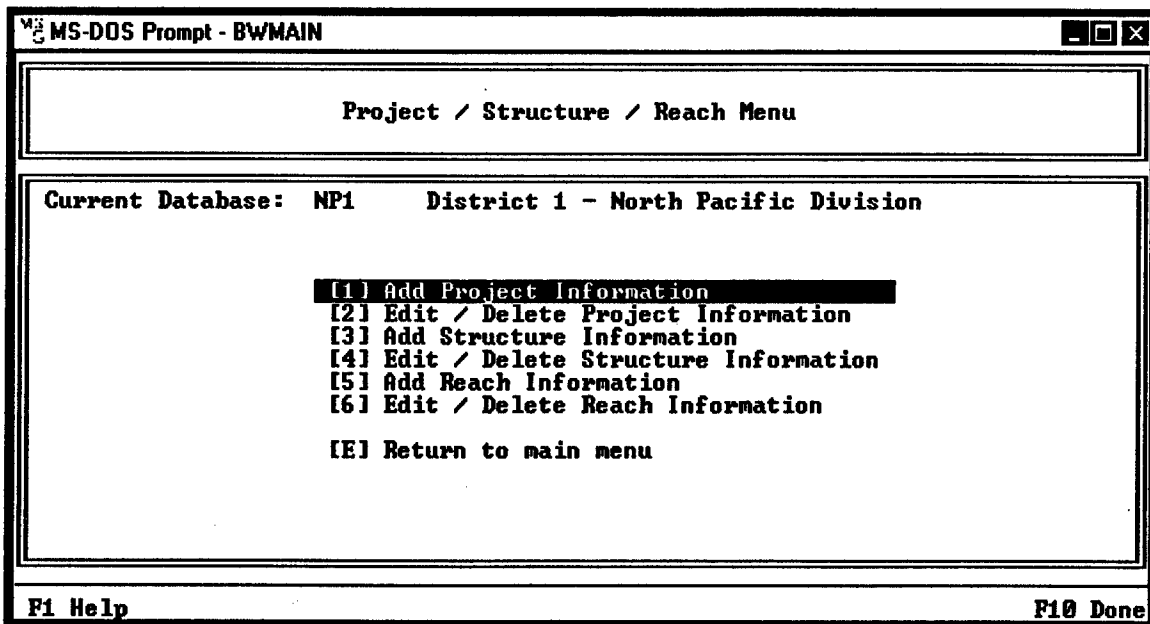 MS-DOS Prompt - BWMAIN
Project / Structure / Reach Menu
Current Database: NP1 District 1 - North Pacific Division
[1] Add Project Information
[2] Edit / Delete Project Information
[3] Add Structure Information
[4] Edit / Delete Structure Information
[5] Add Reach Information
[6] Edit / Delete Reach Information
[E] Return to main menu
F1 Help F10 Done